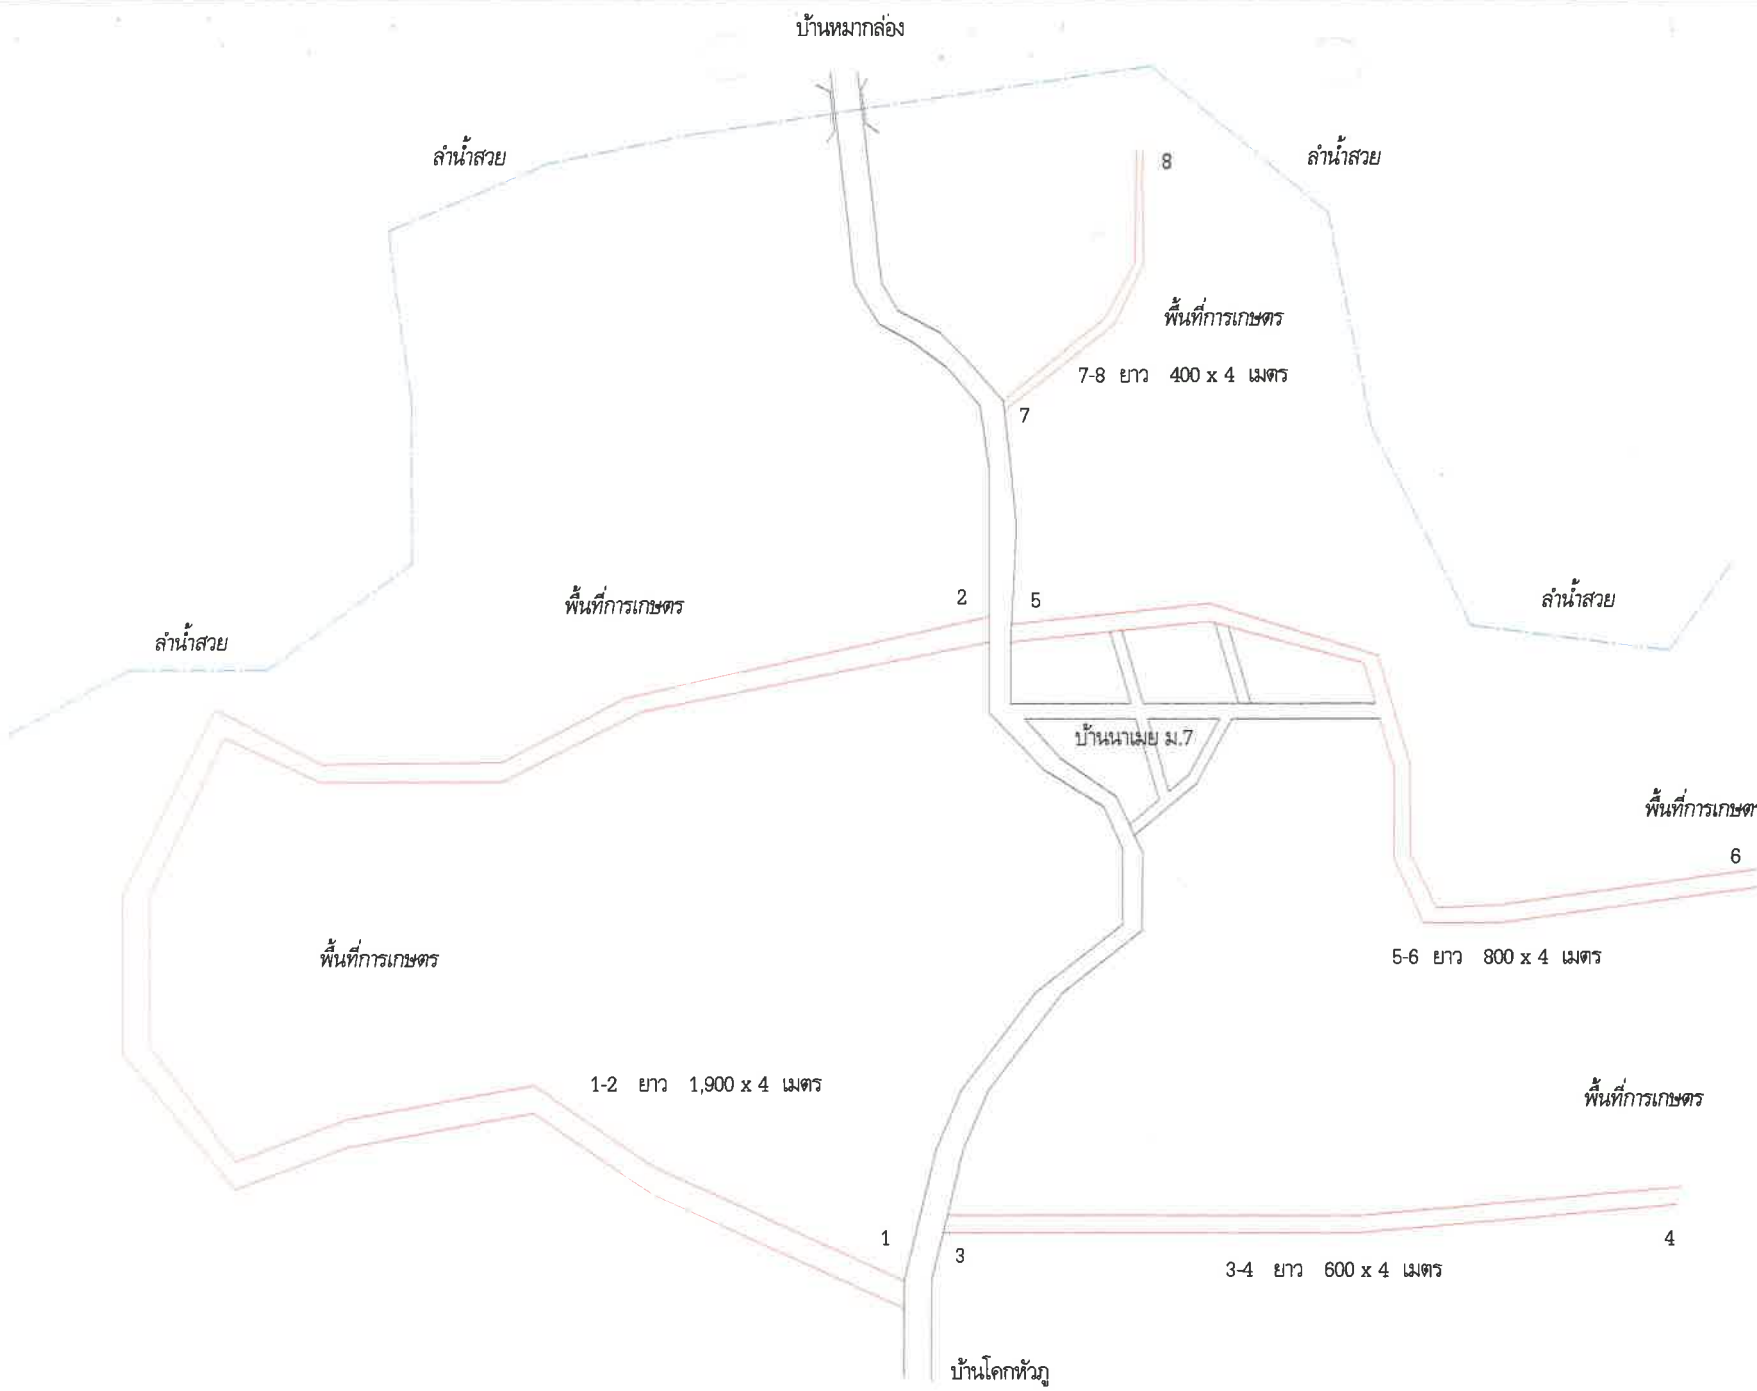 บ้านหมากล่อง
ลำน้ำสวย
ลำน้ำสวย
8
พื้นที่การเกษตร
7-8 ยาว 400 x 4 เมตร
7
พื้นที่การเกษตร
2
5
ลำน้ำสวย
ลำน้ำสวย
บ้านนาเมย ม.7
พื้นที่การเกษตร
6
พื้นที่การเกษตร
5-6 ยาว 800 x 4 เมตร
1-2 ยาว 1,900 x 4 เมตร
พื้นที่การเกษตร
1
3
4
3-4 ยาว 600 x 4 เมตร
บ้านโคกหัวภู